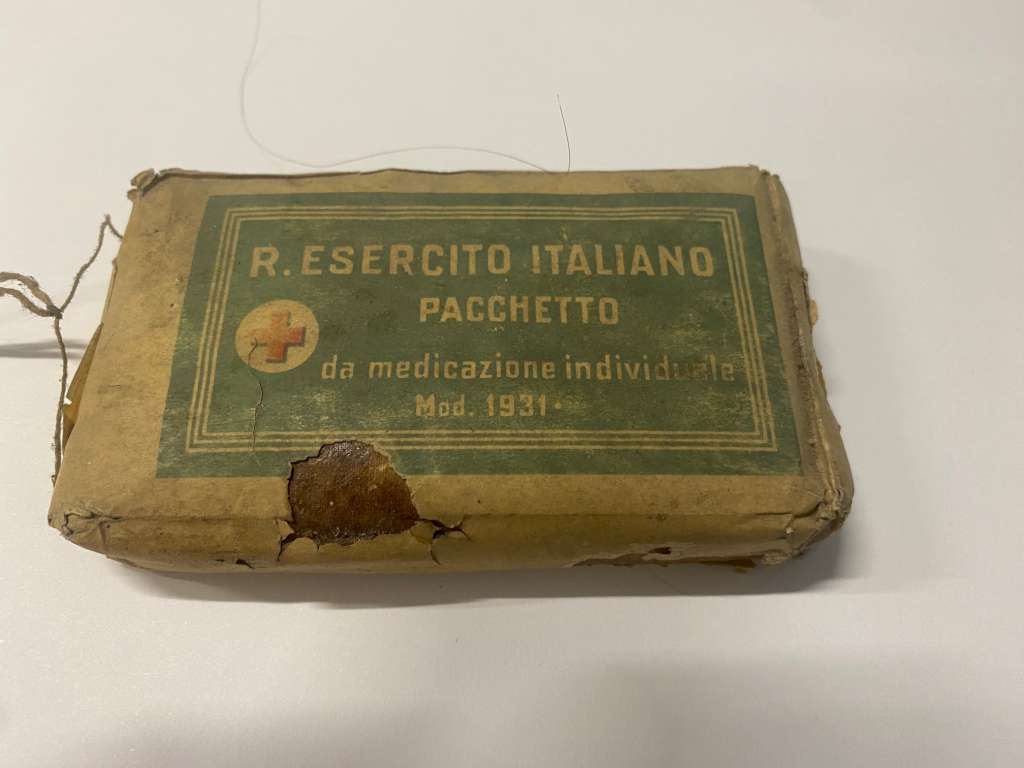 R. ESERCITO ITALIANO
PACCHETTO
da medicazione individuale
Mod. 1931.